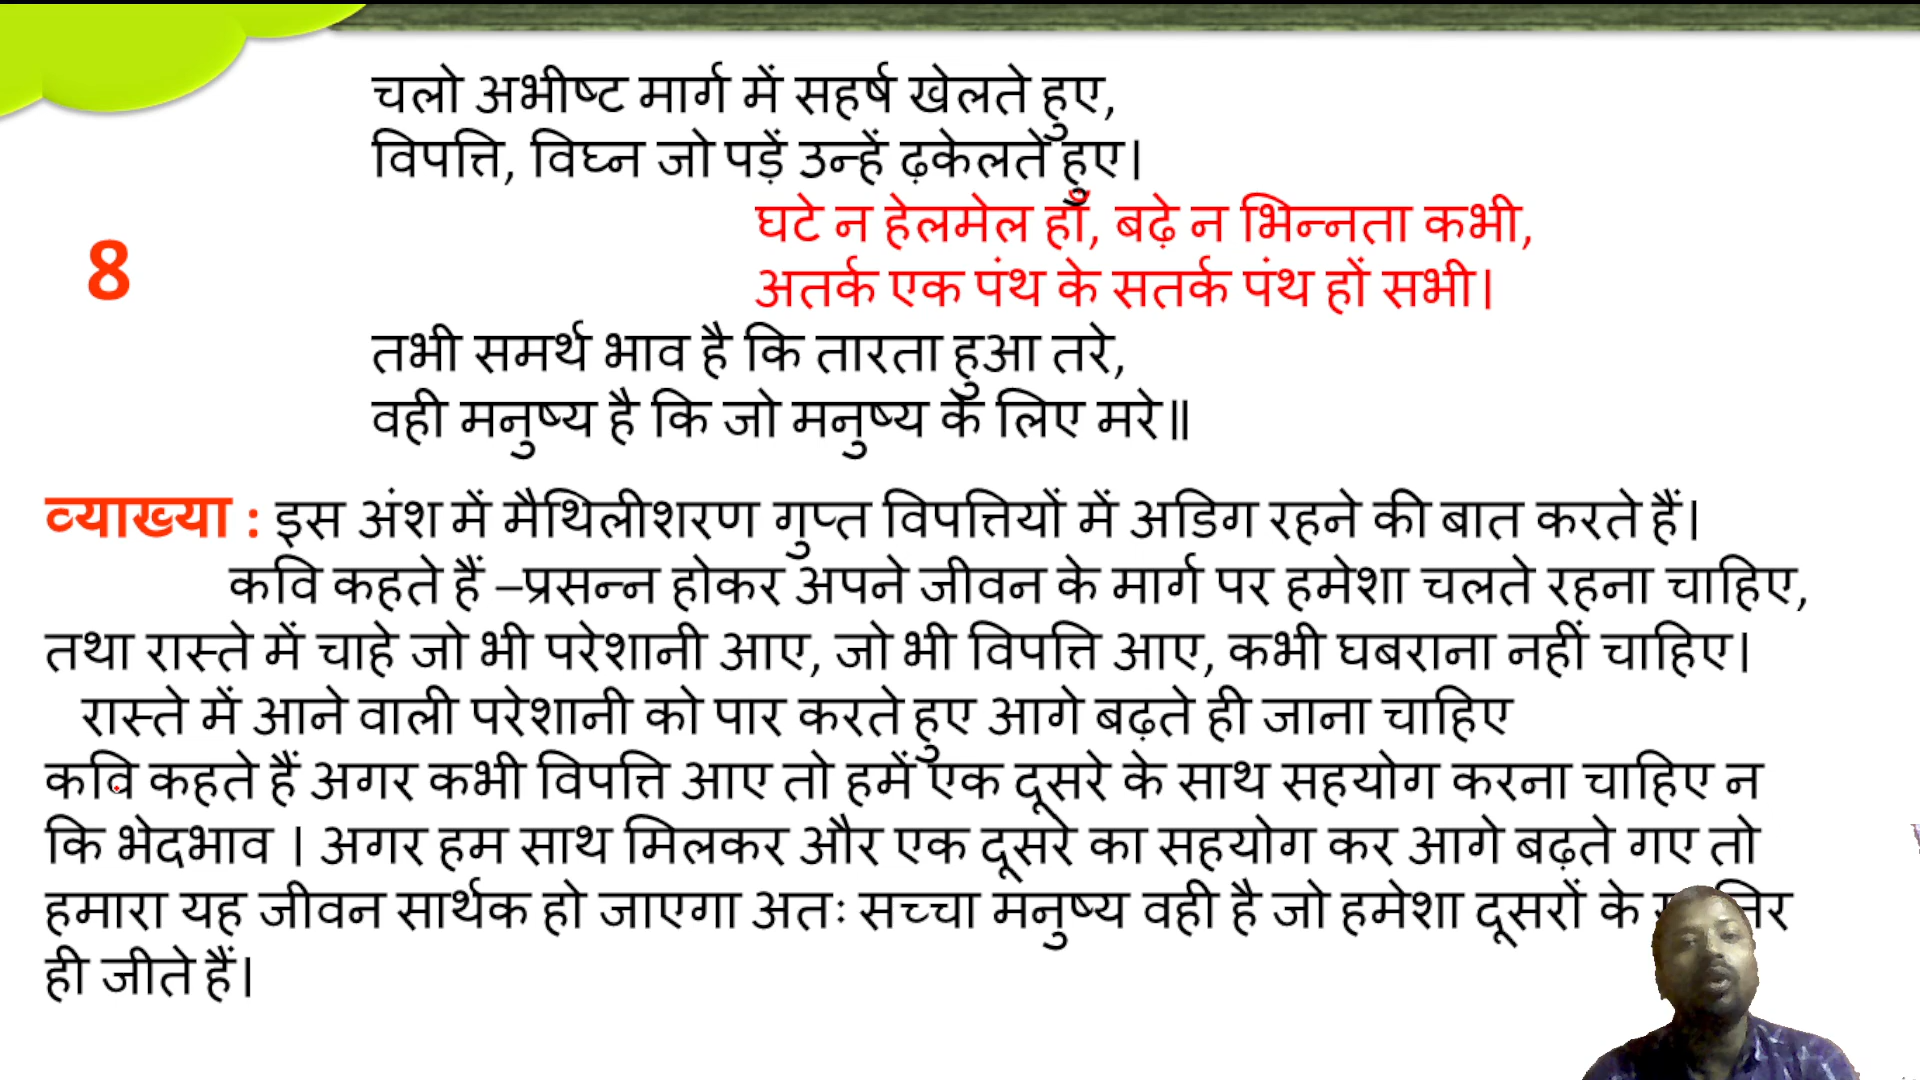 चलो अभीष्ट मार्ग में सहर्ष खेलते हुए,
विपत्ति, विघ्न जो पड़ें उन्हें ढ़केलते हुए।
घटे न हेलमेल हाँ, बढ़े न भिन्नता कभी,
8
अतर्क एक पंथ के सतर्क पंथ हों सभी।
तभी समर्थ भाव है कि तारता हुआ तरे,
वही मनुष्य है कि जो मनुष्य के लिए मरे॥
व्याख्या : इस अंश में मैथिलीशरण गुप्त विपत्तियों में अडिग रहने की बात करते हैं।
कवि कहते हैं –प्रसन्न होकर अपने जीवन के मार्ग पर हमेशा चलते रहना चाहिए,
तथा रास्ते में चाहे जो भी परेशानी आए, जो भी विपत्ति आए, कभी घबराना नहीं चाहिए।
रास्ते में आने वाली परेशानी को पार करते हुए आगे बढ़ते ही जाना चाहिए
कवि कहते हैं अगर कभी विपत्ति आए तो हमें एक दूसरे के साथ सहयोग करना चाहिए न
कि भेदभाव । अगर हम साथ मिलकर और एक दूसरे का सहयोग कर आगे बढ़ते गए तो
हमारा यह जीवन सार्थक हो जाएगा अतः सच्चा मनुष्य वही है जो हमेशा दूसरों के
ही जीते हैं।